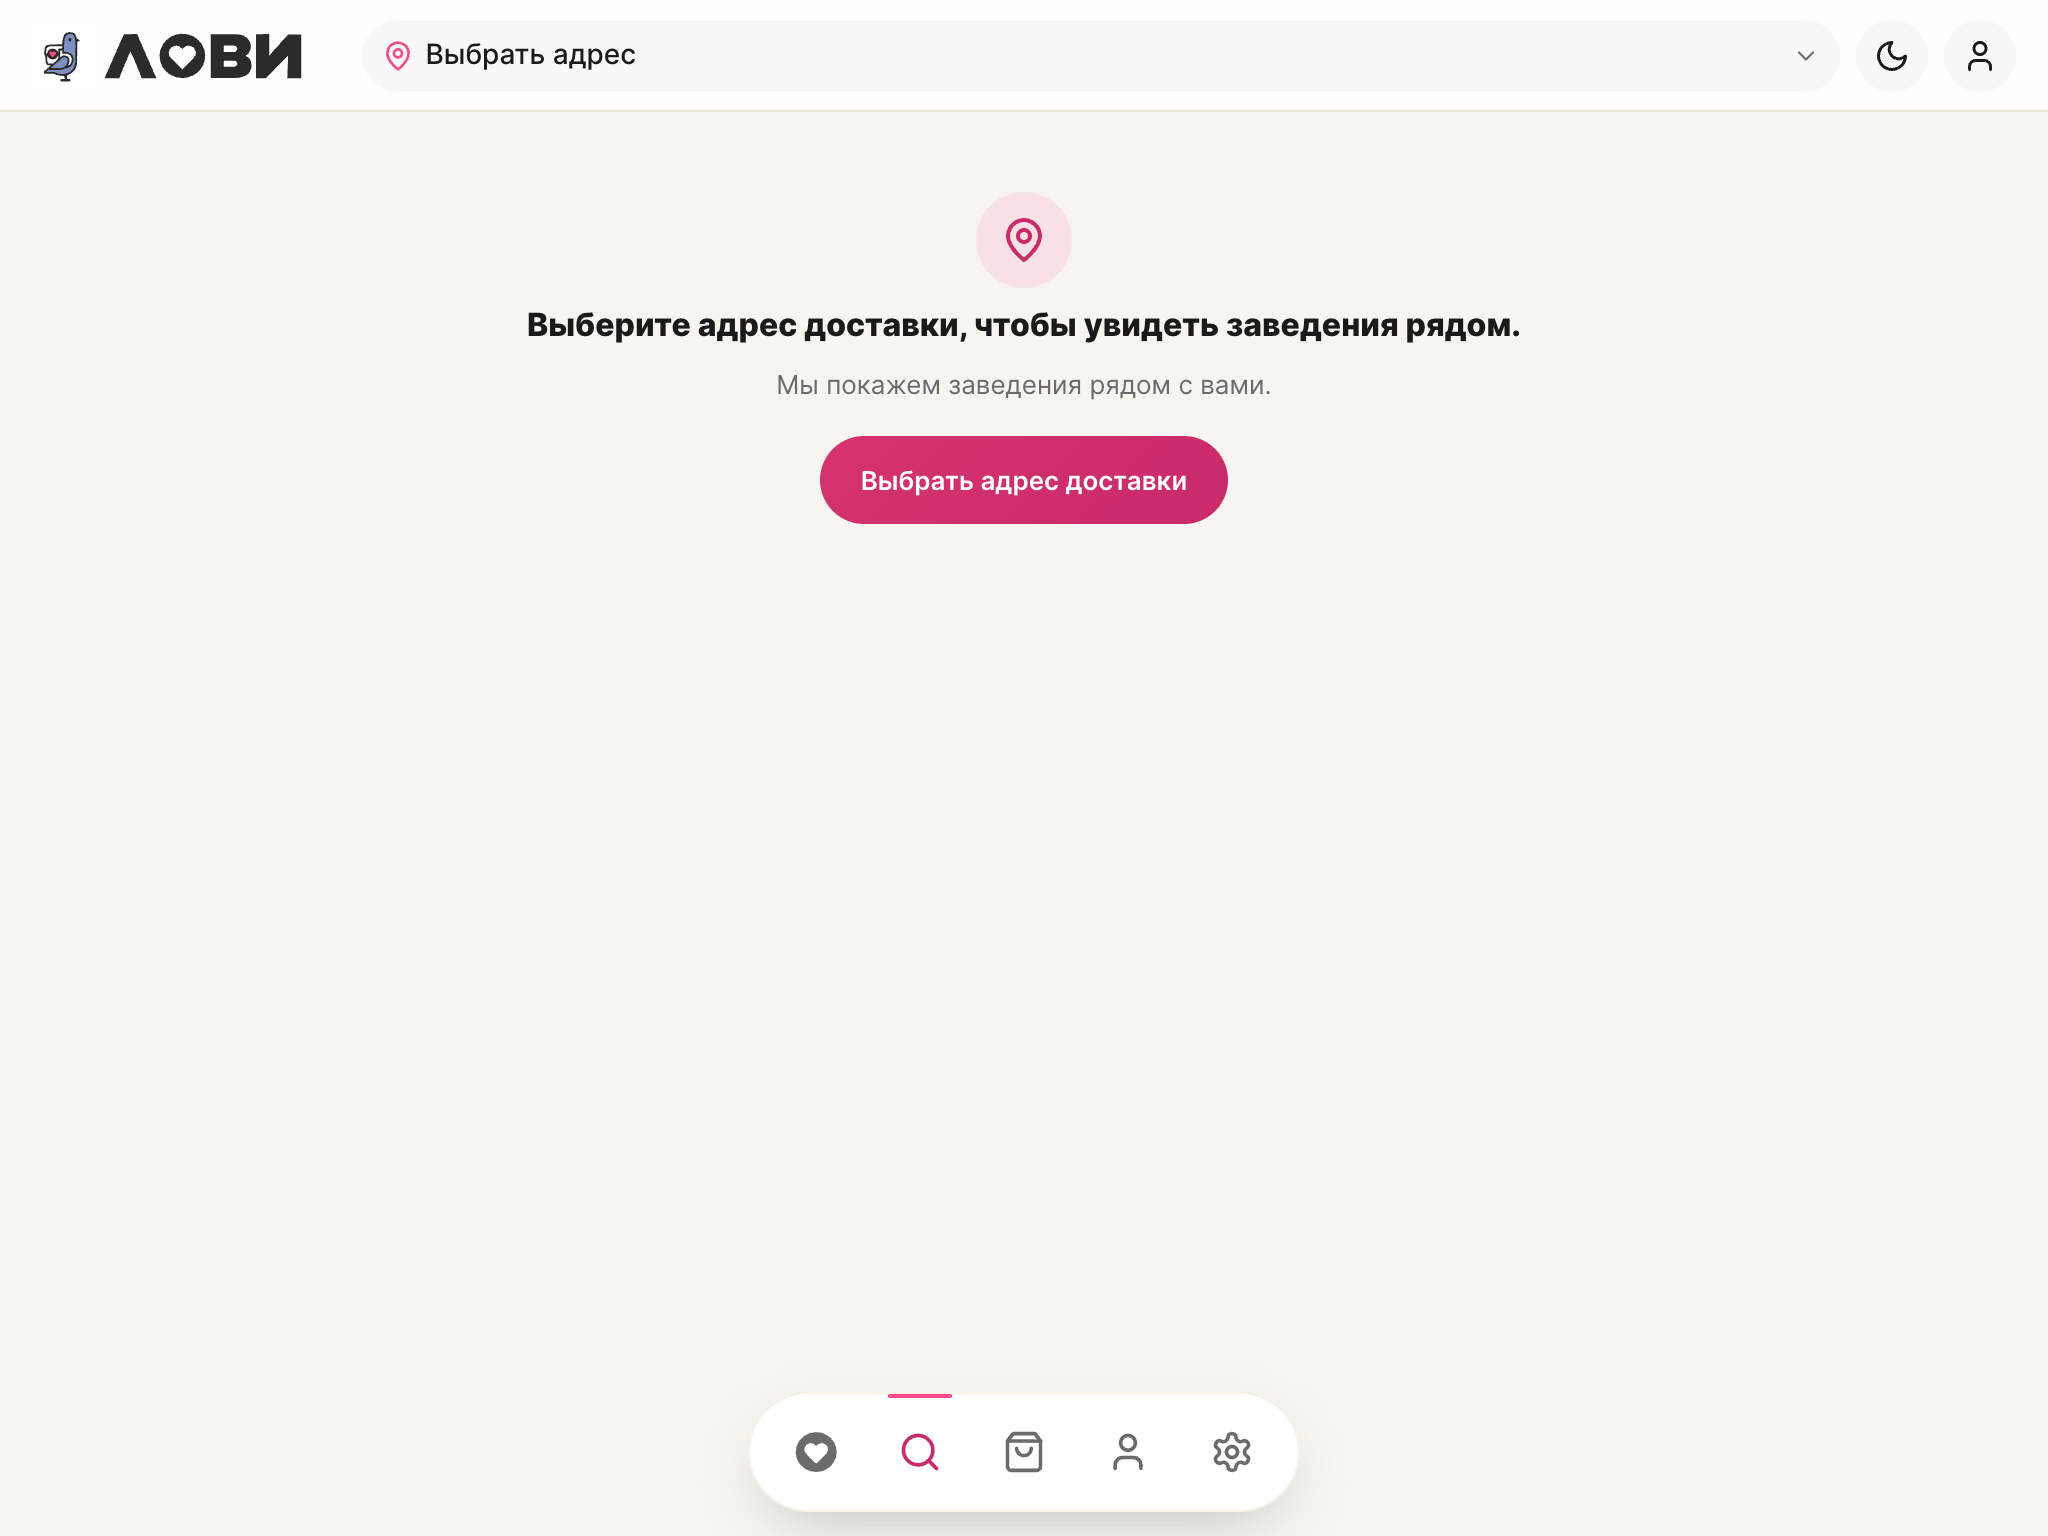 ЛОВИ
Выбрать адрес
Выберите адрес доставки, чтобы увидеть заведения рядом.
Мы покажем заведения рядом с вами.
Выбрать адрес доставки